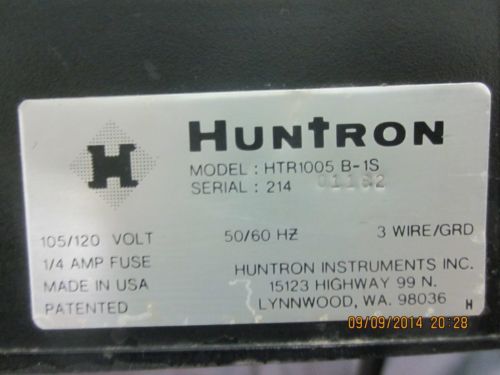 H HUNTRON
MODEL: HTR1005 B-1S
SERIAL: 214 01182
105/120 VOLT 50/60 HZ 3 WIRE/GRD
1/4 AMP FUSE HUNTRON INSTRUMENTS INC.
MADE IN USA 15123 HIGHWAY 99 N.
PATENTED LYNNWOOD, WA. 98036 H
09/09/2014 20:28